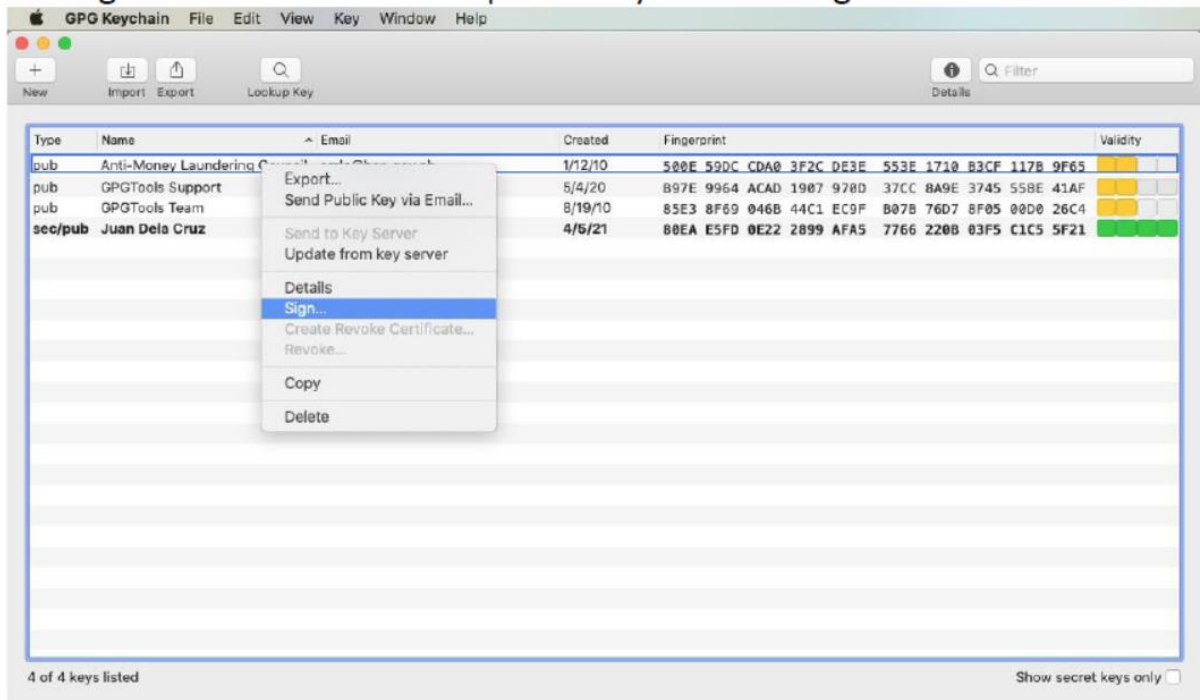 GPG Keychain File Edit View Key Window Help
New Import Export Lookup Key Details Filter
Type Name Email Created Fingerprint Validity
pub Anti-Money Laundering 1/12/10 500E 59DC CDA0 3F2C DE3E 553E 1710 B3CF 117B 9F65
pub GPGTools Support 5/4/20 B97E 9964 ACAD 1907 970D 37CC 8A9E 3745 558E 41AF
pub GPGTools Team 8/19/10 85E3 8F69 046B 44C1 EC9F B07B 76D7 8F05 00D0 26C4
sec/pub Juan Dela Cruz 4/5/21 80EA E5FD 0E22 2899 AFA5 7766 220B 03F5 C1C5 5F21
Export...
Send Public Key via Email...
Send to Key Server
Update from key server
Details
Sign...
Create Revoke Certificate...
Revoke...
Copy
Delete
4 of 4 keys listed Show secret keys only